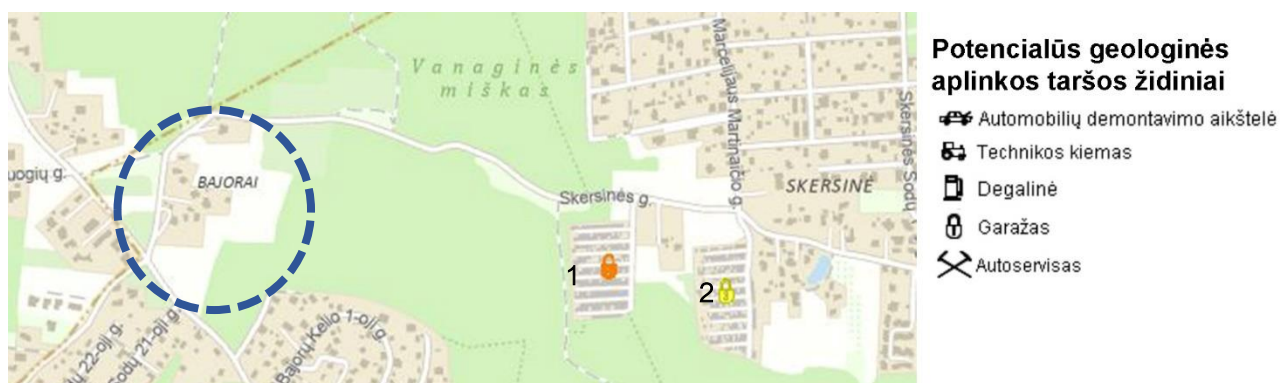 Vanaginės
miškas
Marcelijaus Martinaičio g.
Skersinės Sodų
uogių g.
BAJORAI
Skersinės g.
SKERSINĖ
1
2
22-oji g.
Sodų 21-oji g.
Bajorų Kelio 1-oji g.
Potencialūs geologinės
aplinkos taršos židiniai
Automobilių demontavimo aikštelė
Technikos kiemas
Degalinė
Garažas
Autoservisas